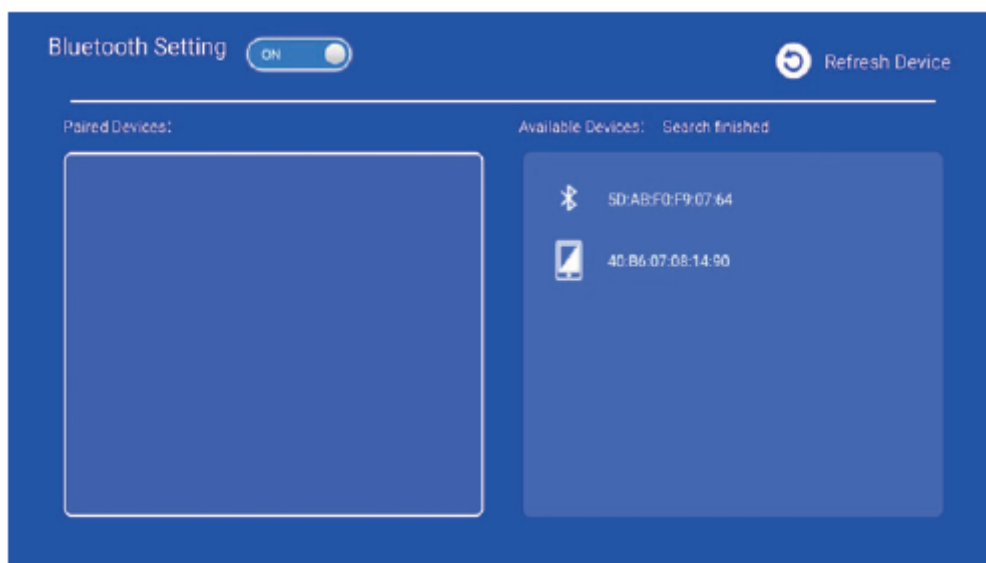 Bluetooth Setting
ON
Refresh Device
Paired Devices:
Available Devices: Search finished
5D:AB:F0:F9:07:64
40:B6:07:08:14:90